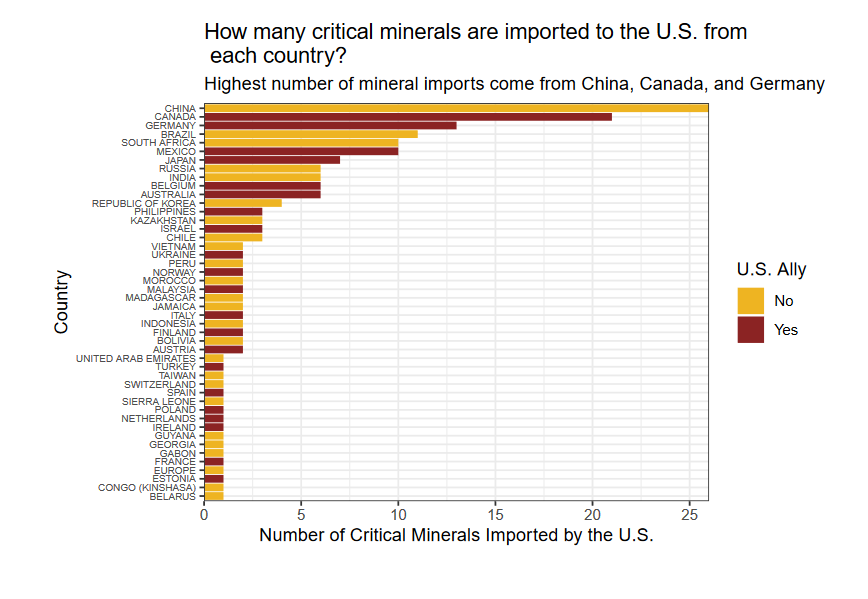 How many critical minerals are imported to the U.S. from
each country?
Highest number of mineral imports come from China, Canada, and Germany
Country
CHINA
CANADA
GERMANY
BRAZIL
SOUTH AFRICA
MEXICO
JAPAN
RUSSIA
INDIA
BELGIUM
AUSTRALIA
REPUBLIC OF KOREA
PHILIPPINES
KAZAKHSTAN
ISRAEL
CHILE
VIETNAM
UKRAINE
PERU
NORWAY
MOROCCO
MALAYSIA
MADAGASCAR
JAMAICA
ITALY
INDONESIA
FINLAND
BOLIVIA
AUSTRIA
UNITED ARAB EMIRATES
TURKEY
TAIWAN
SWITZERLAND
SPAIN
SIERRA LEONE
POLAND
NETHERLANDS
IRELAND
GUYANA
GEORGIA
GABON
FRANCE
EUROPE
ESTONIA
CONGO (KINSHASA)
BELARUS
0 5 10 15 20 25
Number of Critical Minerals Imported by the U.S.
U.S. Ally
No
Yes